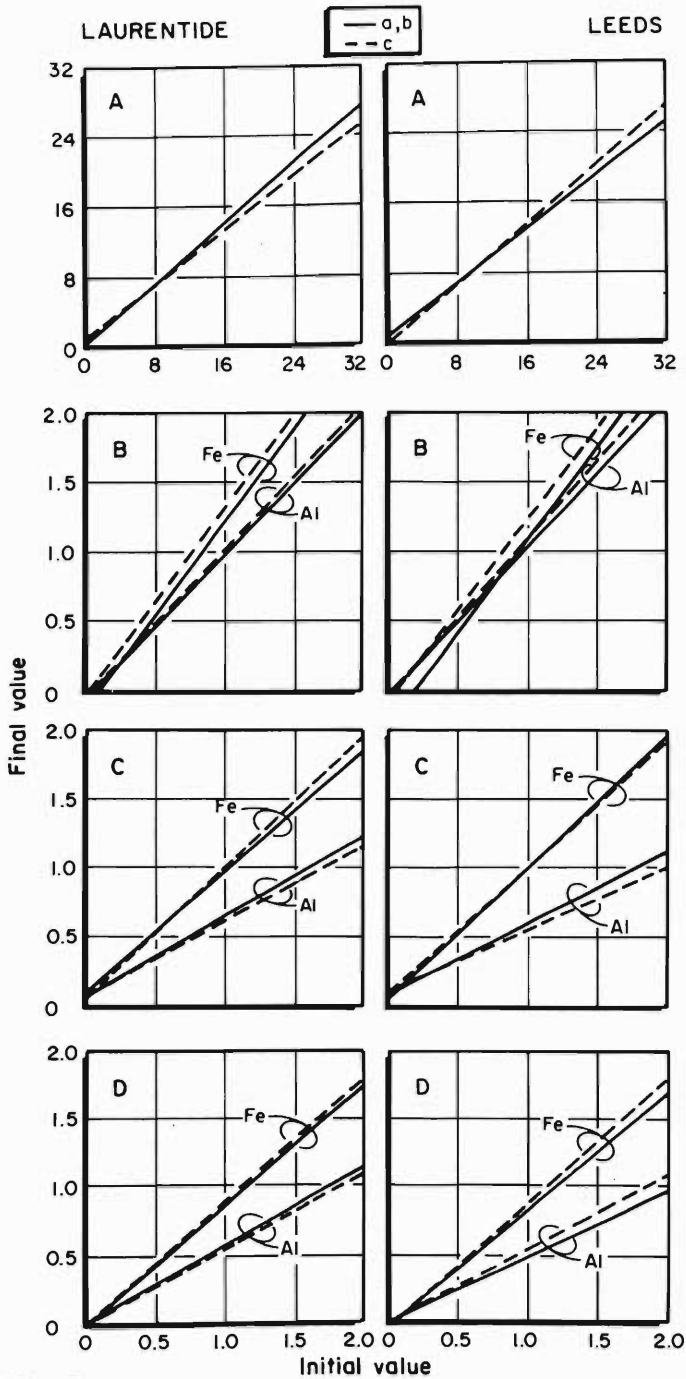 LAURENTIDE
a,b
c
LEEDS
A
32
24
16
8
0
0 8 16 24 32
A
0 8 16 24 32
B
Fe
Al
2.0
1.5
1.0
0.5
0
B
Fe
Al
Final value
C
Fe
Al
2.0
1.5
1.0
0.5
0
C
Fe
Al
D
Fe
Al
2.0
1.5
1.0
0.5
0
0 0.5 1.0 1.5 2.0
D
Fe
Al
0 0.5 1.0 1.5 2.0
Initial value